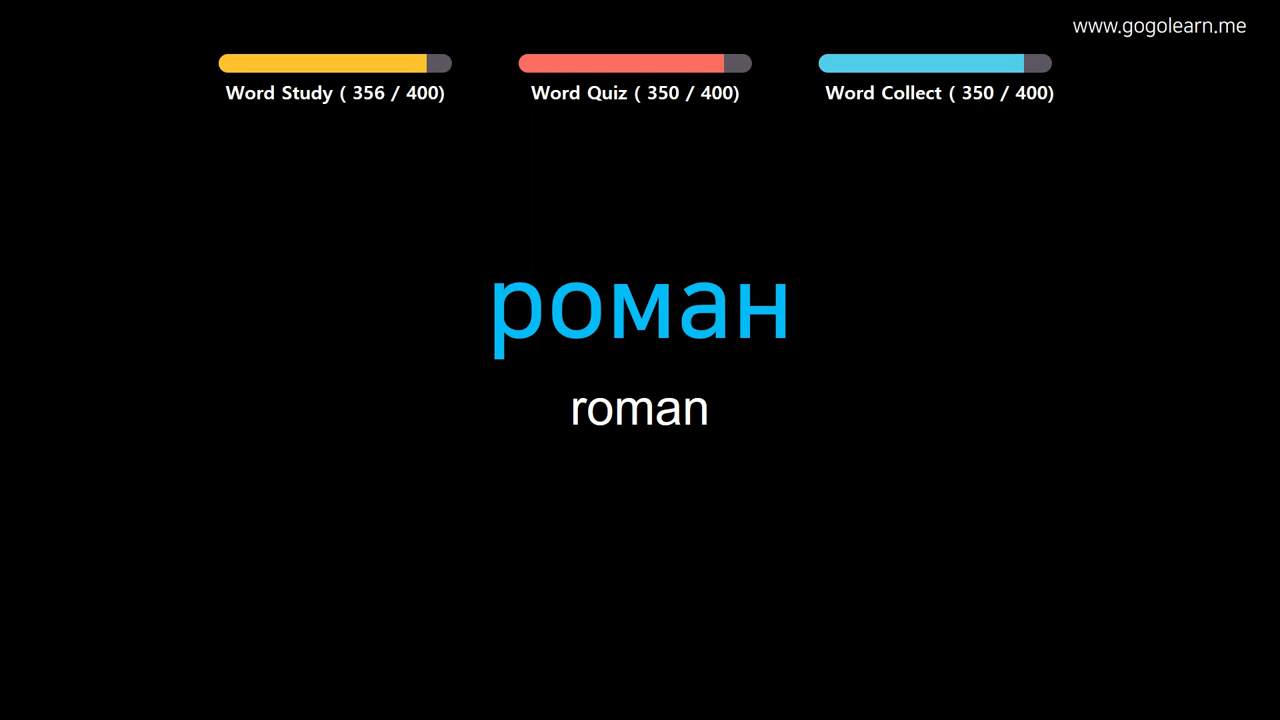 www.gogolearn.me
Word Study ( 356 / 400)
Word Quiz ( 350 / 400)
Word Collect ( 350 / 400)
роман
roman